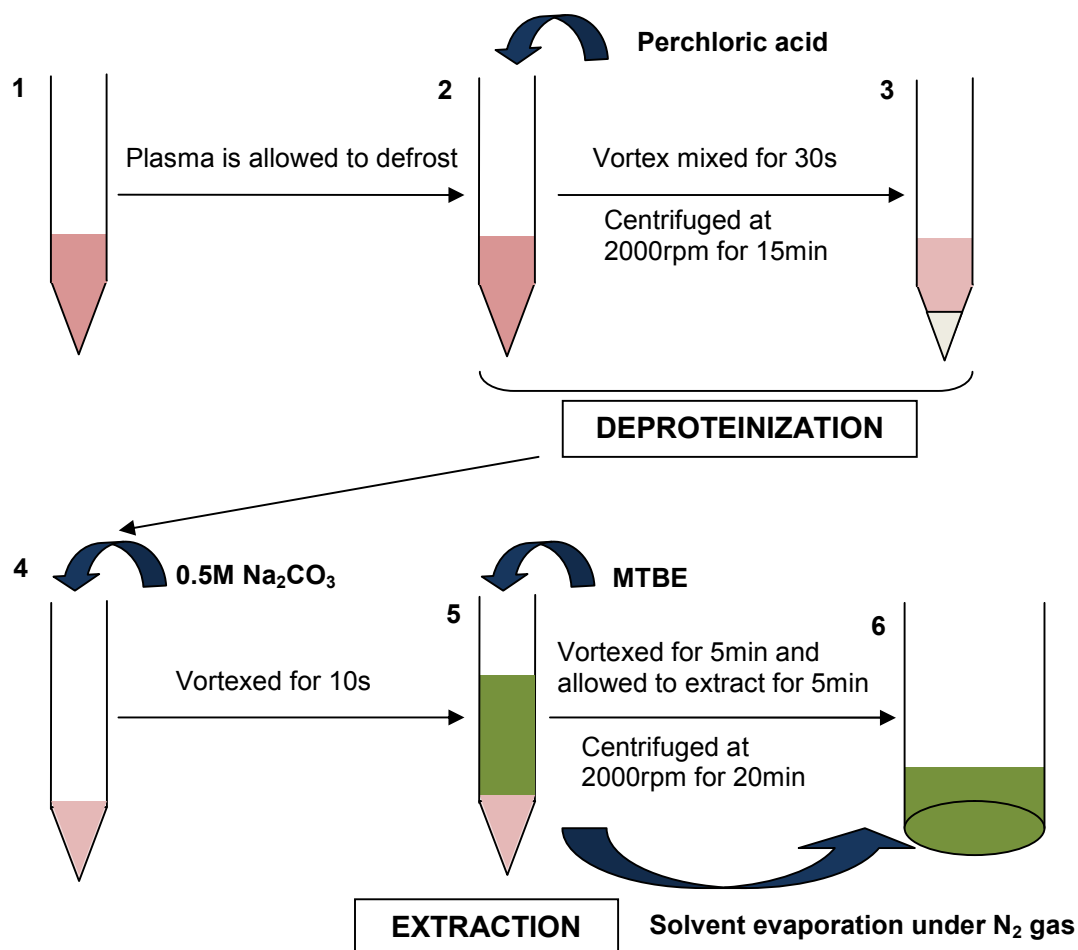 Perchloric acid
1
2
3
Plasma is allowed to defrost
Vortex mixed for 30s
Centrifuged at
2000rpm for 15min
DEPROTEINIZATION
4
0.5M Na₂CO₃
5
MTBE
6
Vortexed for 10s
Vortexed for 5min and
allowed to extract for 5min
Centrifuged at
2000rpm for 20min
EXTRACTION
Solvent evaporation under N₂ gas